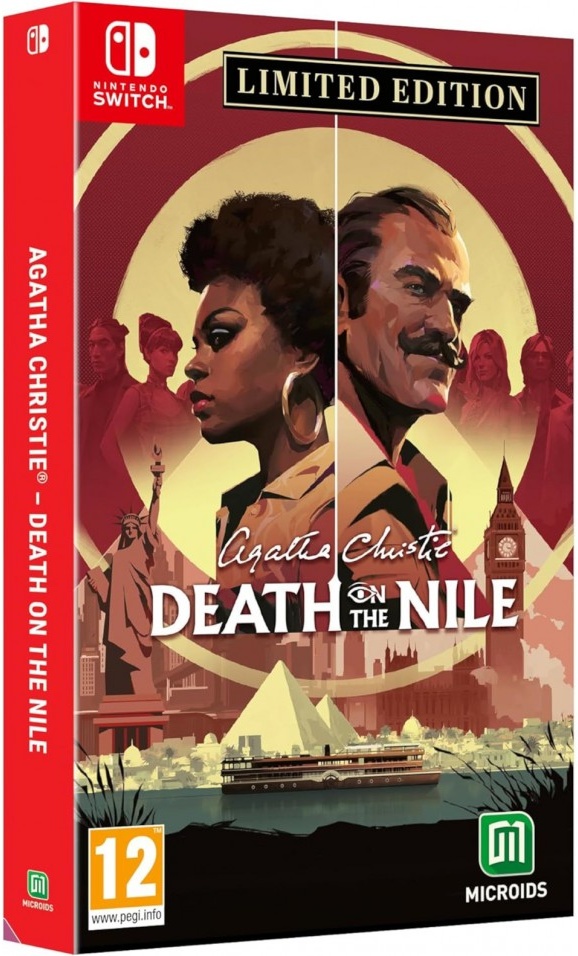 NINTENDO
SWITCH™
LIMITED EDITION
AGATHA CHRISTIE® – DEATH ON THE NILE
Agatha Christie
DEATH ON THE NILE
12
www.pegi.info
MICROIDS
MICROIDS